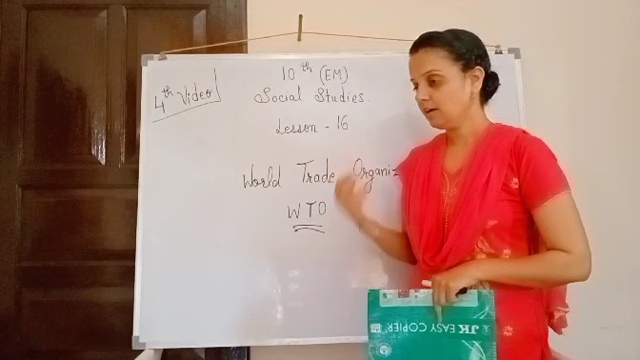 4th Video
10th (EM)
Social Studies
Lesson - 16
World Trade Organiz
WTO
JK EASY COPIER